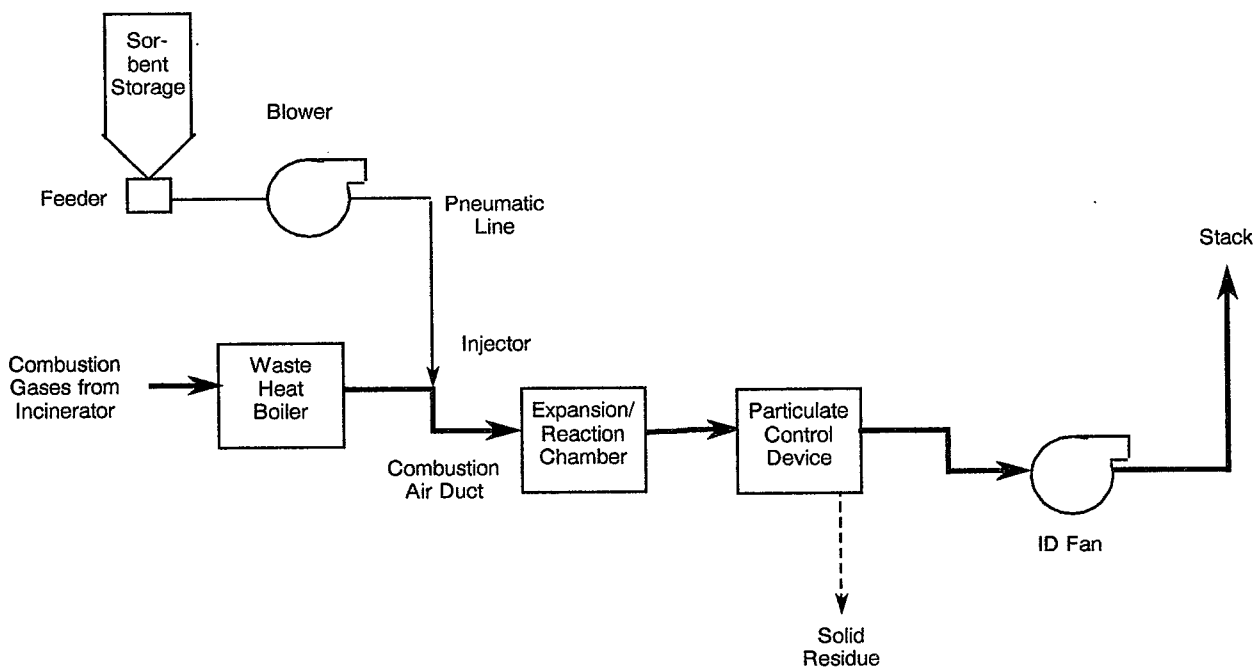 Sor-
bent
Storage
Blower
Feeder
Pneumatic
Line
Stack
Injector
Combustion
Gases from
Incinerator
Waste
Heat
Boiler
Expansion/
Reaction
Chamber
Particulate
Control
Device
Combustion
Air Duct
ID Fan
Solid
Residue